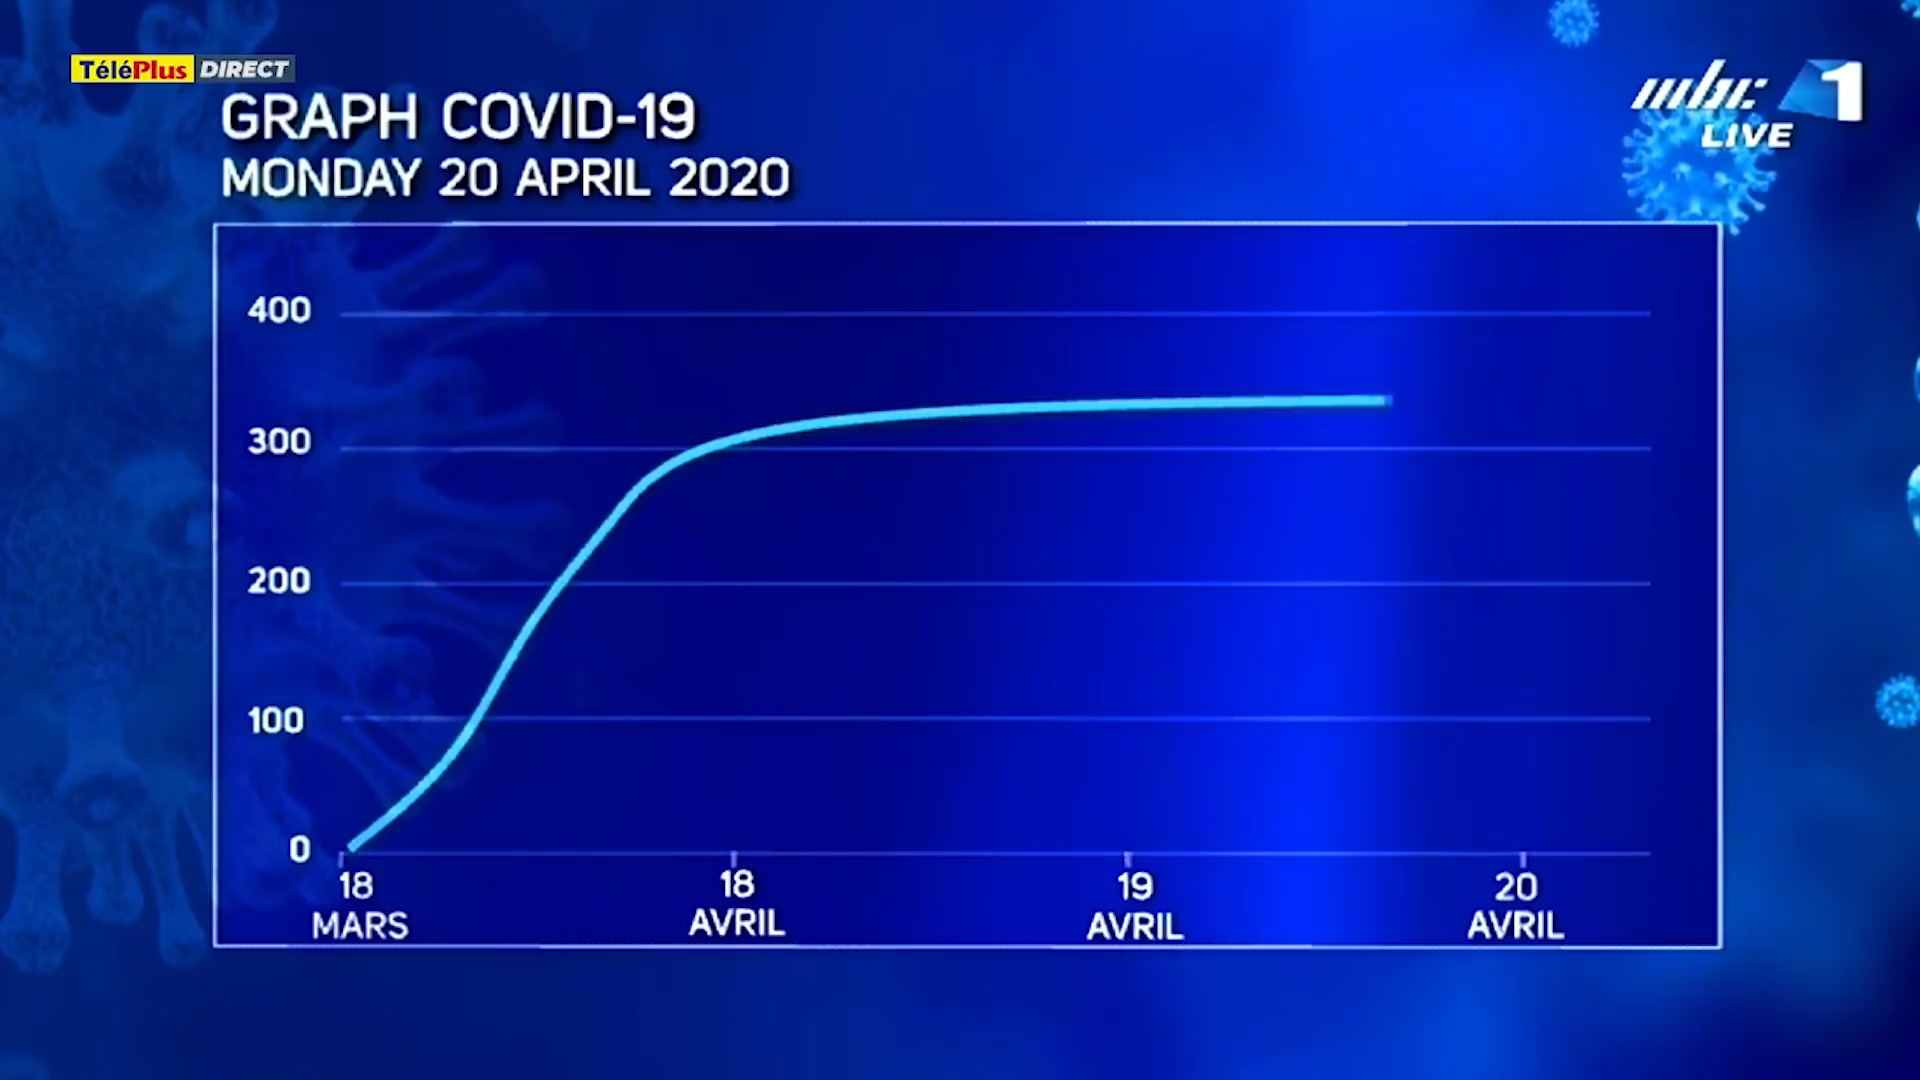 TéléPlus DIRECT
mbc 1
LIVE
GRAPH COVID-19
MONDAY 20 APRIL 2020
400
300
200
100
0
18 MARS
18 AVRIL
19 AVRIL
20 AVRIL